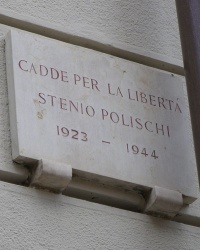 CADDE PER LA LIBERTÀ
STENIO POLISCHI
1923 - 1944